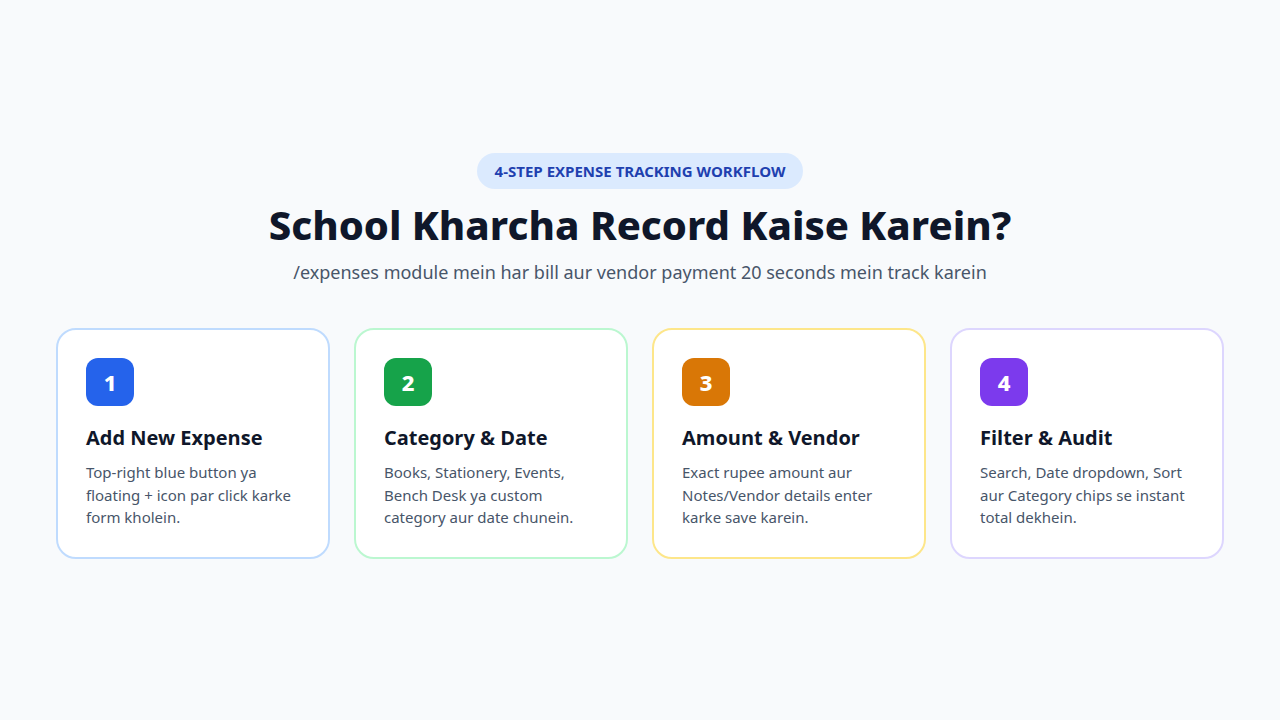 4-STEP EXPENSE TRACKING WORKFLOW
School Kharcha Record Kaise Karein?
/expenses module mein har bill aur vendor payment 20 seconds mein track karein
1
Add New Expense
Top-right blue button ya
floating + icon par click karke
form kholein.
2
Category & Date
Books, Stationery, Events,
Bench Desk ya custom
category aur date chunein.
3
Amount & Vendor
Exact rupee amount aur
Notes/Vendor details enter
karke save karein.
4
Filter & Audit
Search, Date dropdown, Sort
aur Category chips se instant
total dekhein.